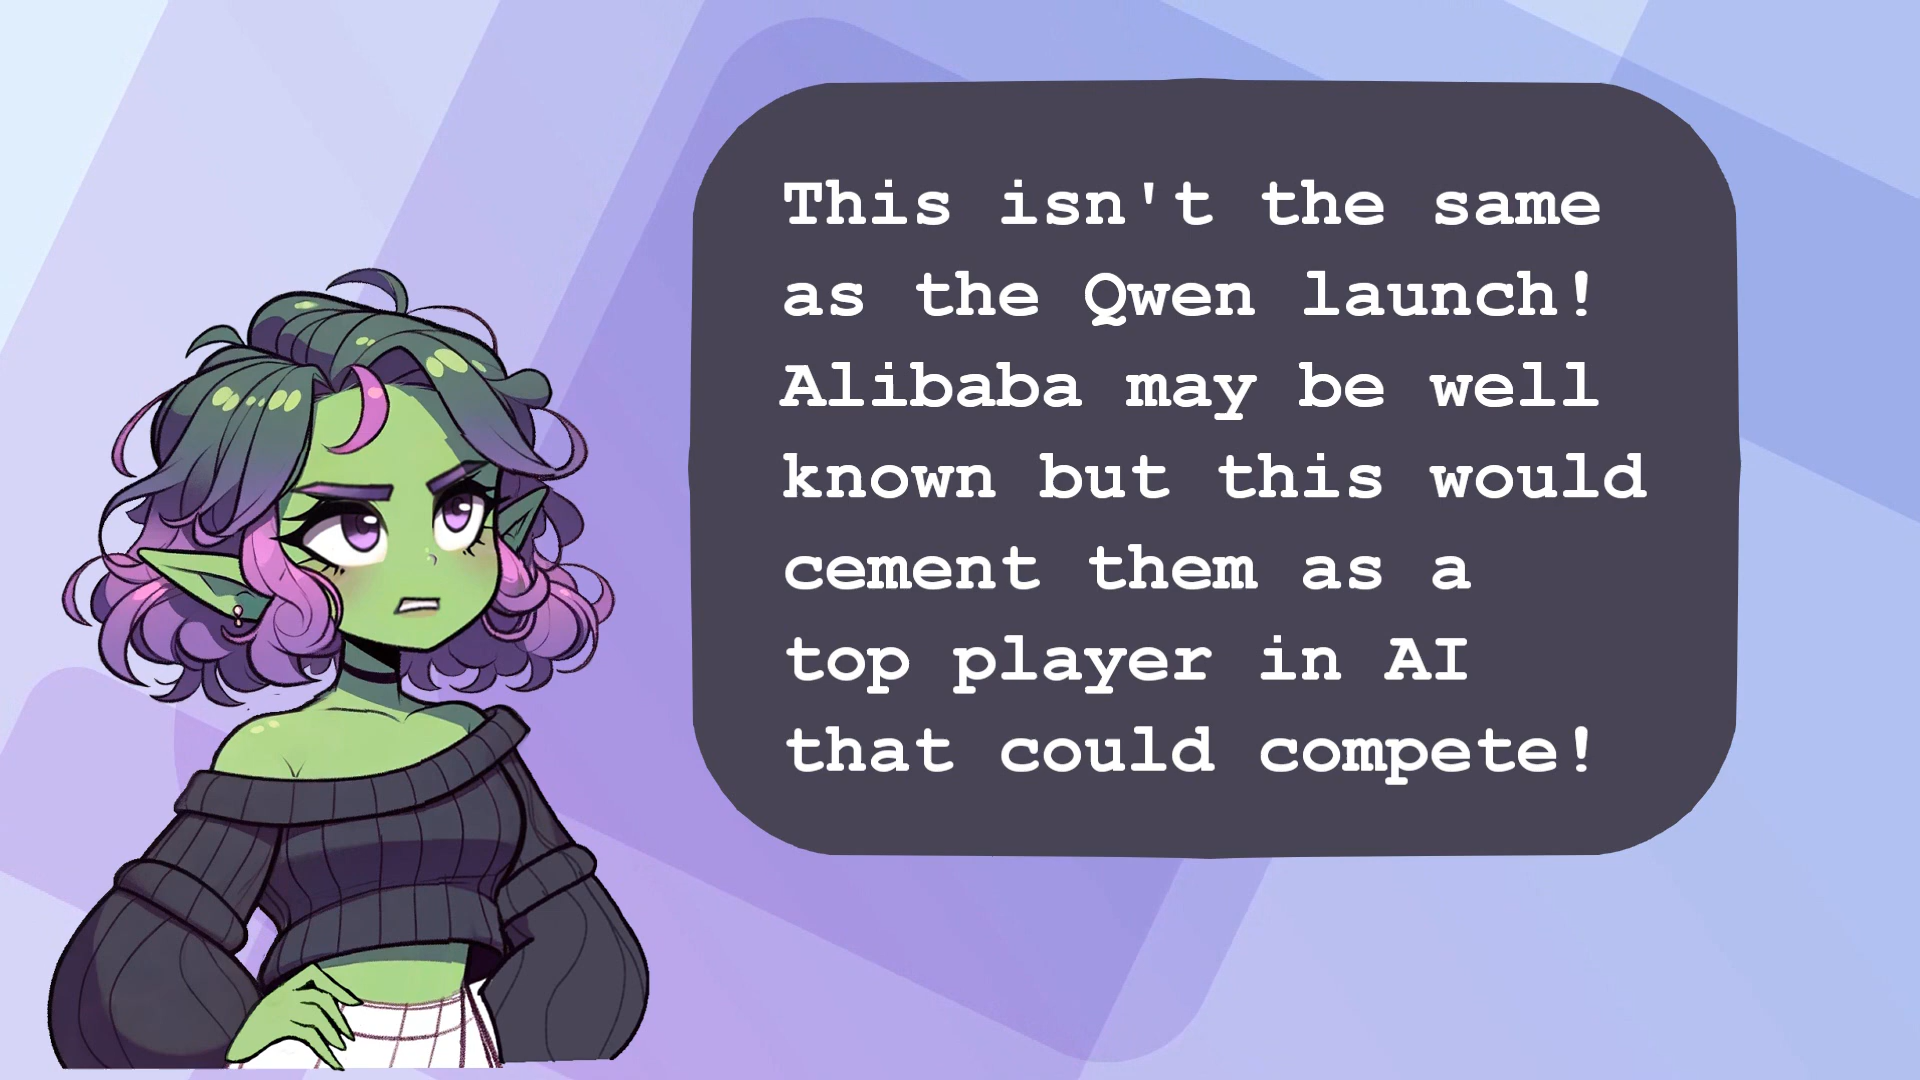 This isn't the same
as the Qwen launch!
Alibaba may be well
known but this would
cement them as a
top player in AI
that could compete!